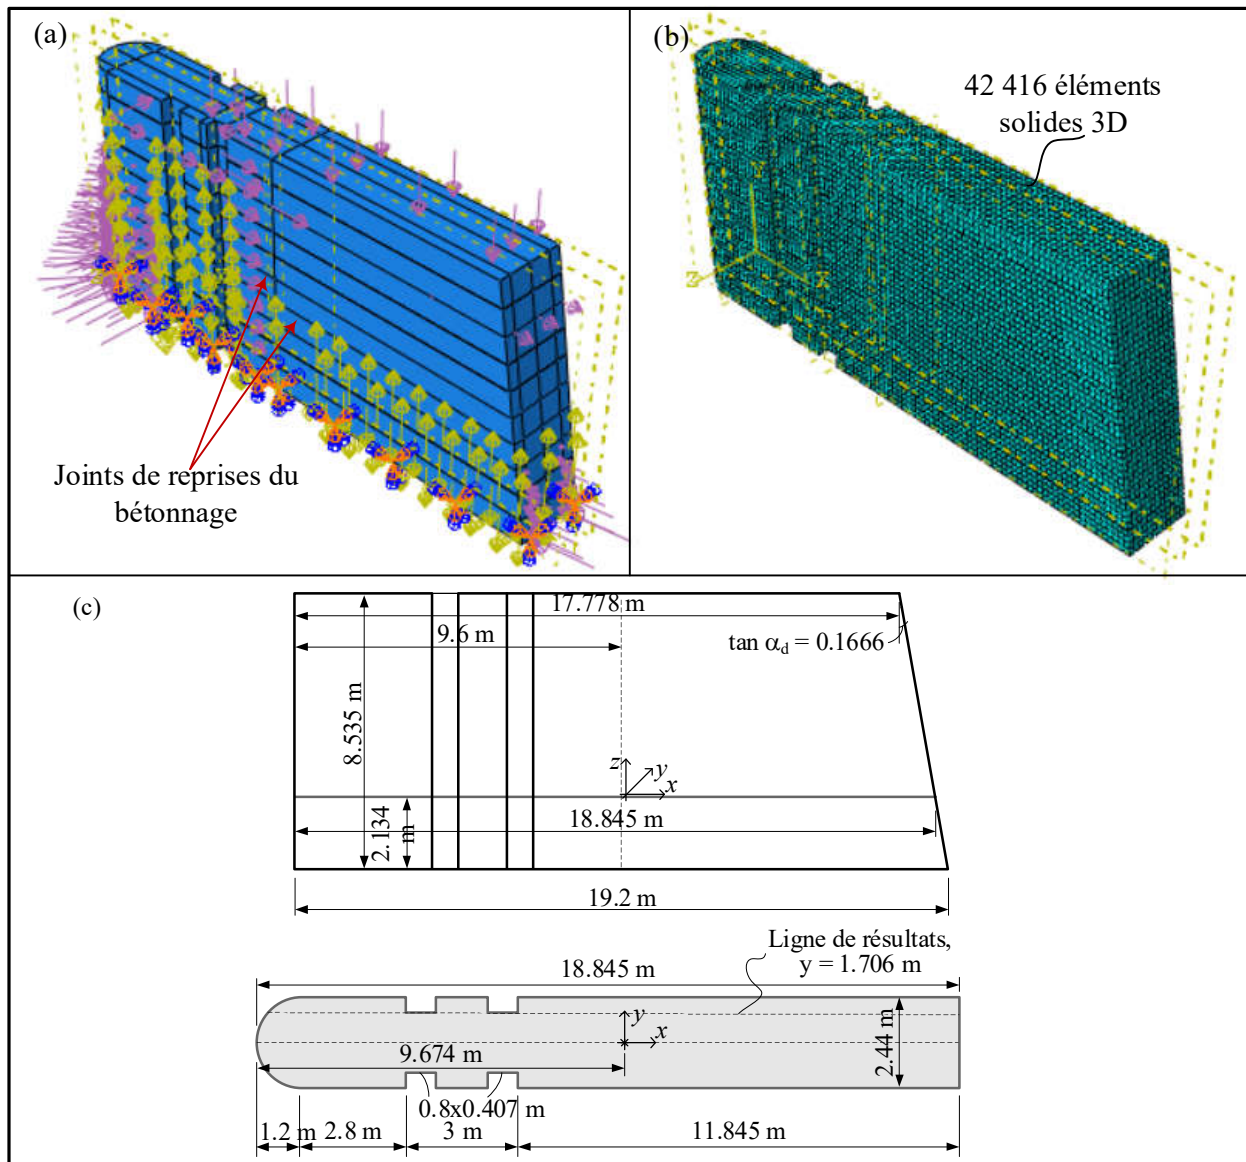 (a)
Joints de reprises du
bétonnage
(b)
42 416 éléments
solides 3D
Z
Y
X
(c)
17.778 m
9.6 m
tan αd = 0.1666
8.535 m
z
y
x
2.134
m
18.845 m
19.2 m
Ligne de résultats,
y = 1.706 m
18.845 m
y
x
2.44 m
9.674 m
0.8x0.407 m
1.2 m
2.8 m
3 m
11.845 m